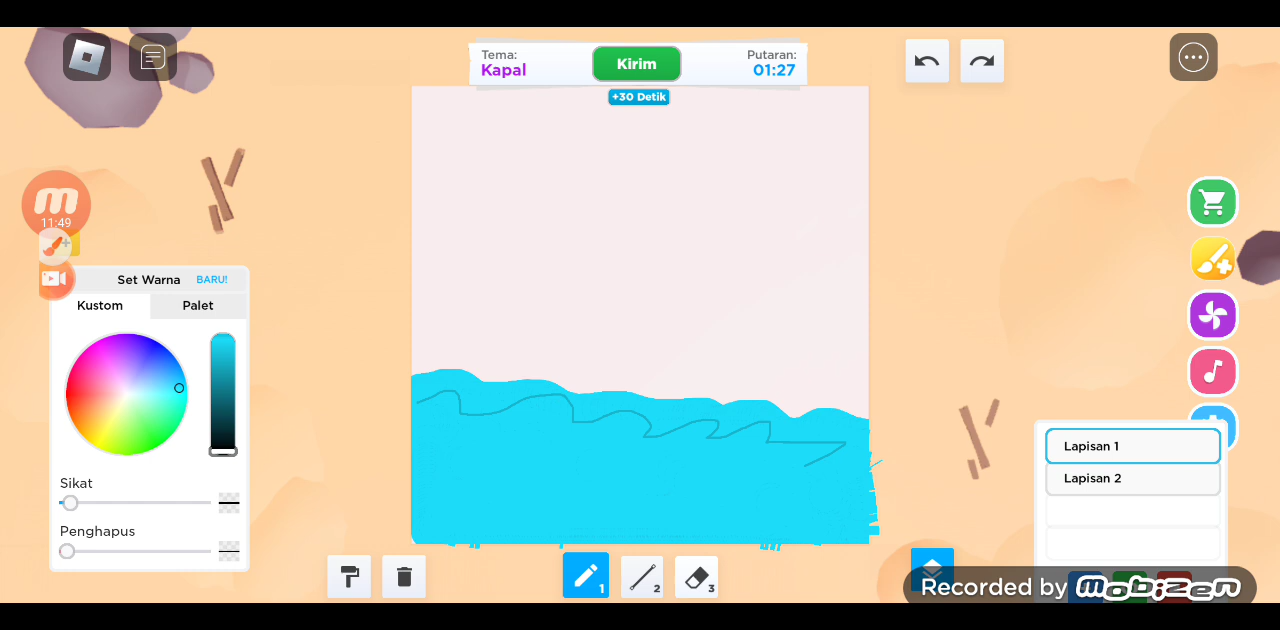 Tema:
Kapal
Kirim
Putaran:
01:27
+30 Detik
11:49
Set Warna
BARU!
Kustom
Palet
Sikat
Penghapus
Lapisan 1
Lapisan 2
1
2
3
Recorded by mobizen